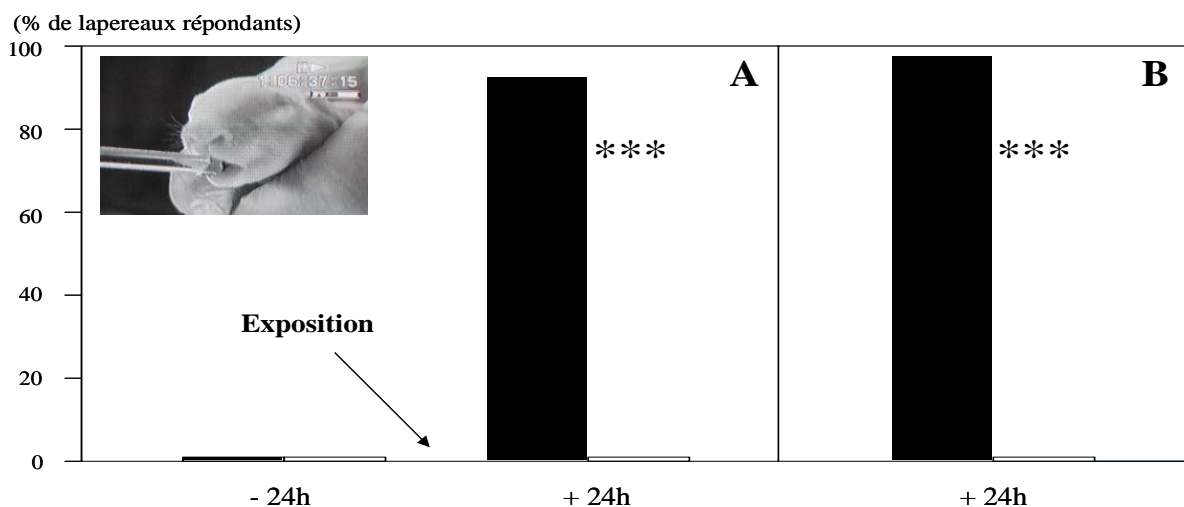 (% de lapereaux répondants)
100
80
60
40
20
0
A
B
***
***
Exposition
- 24h
+ 24h
+ 24h